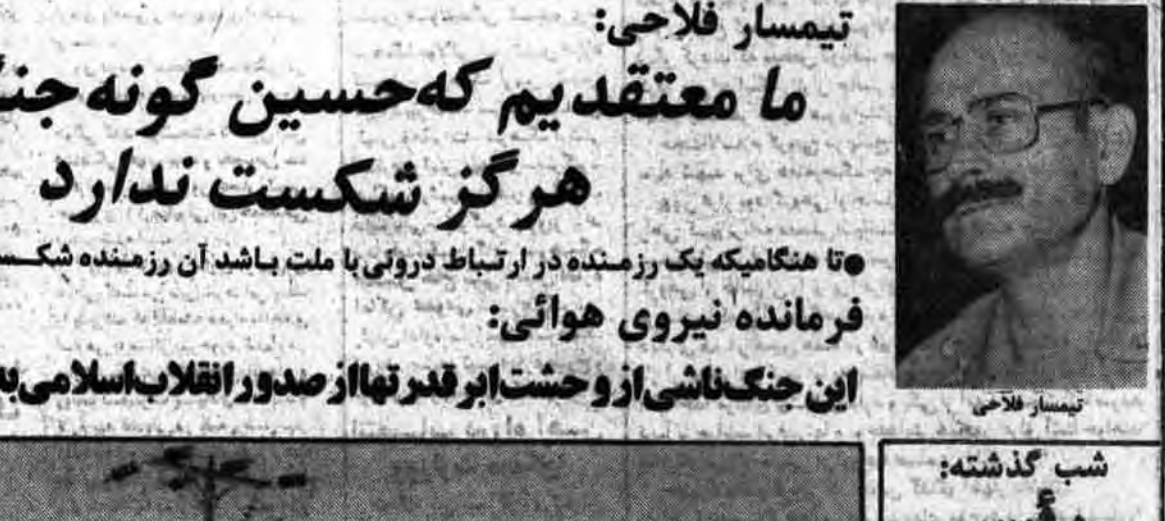 تیمسار فلاحی:
ما معتقدیم که حسین گونه
هرگز شکست ندارد
●تا هنگامیکه یک رزمنده در ارتباط درونی با ملت باشد آن رزمنده
فرمانده نیروی هوائی:
این جنگ ناشی از وحشت ابرقدرتها از صدور انقلاب اسلامی
تیمسار فلاحی
شب گذشته: